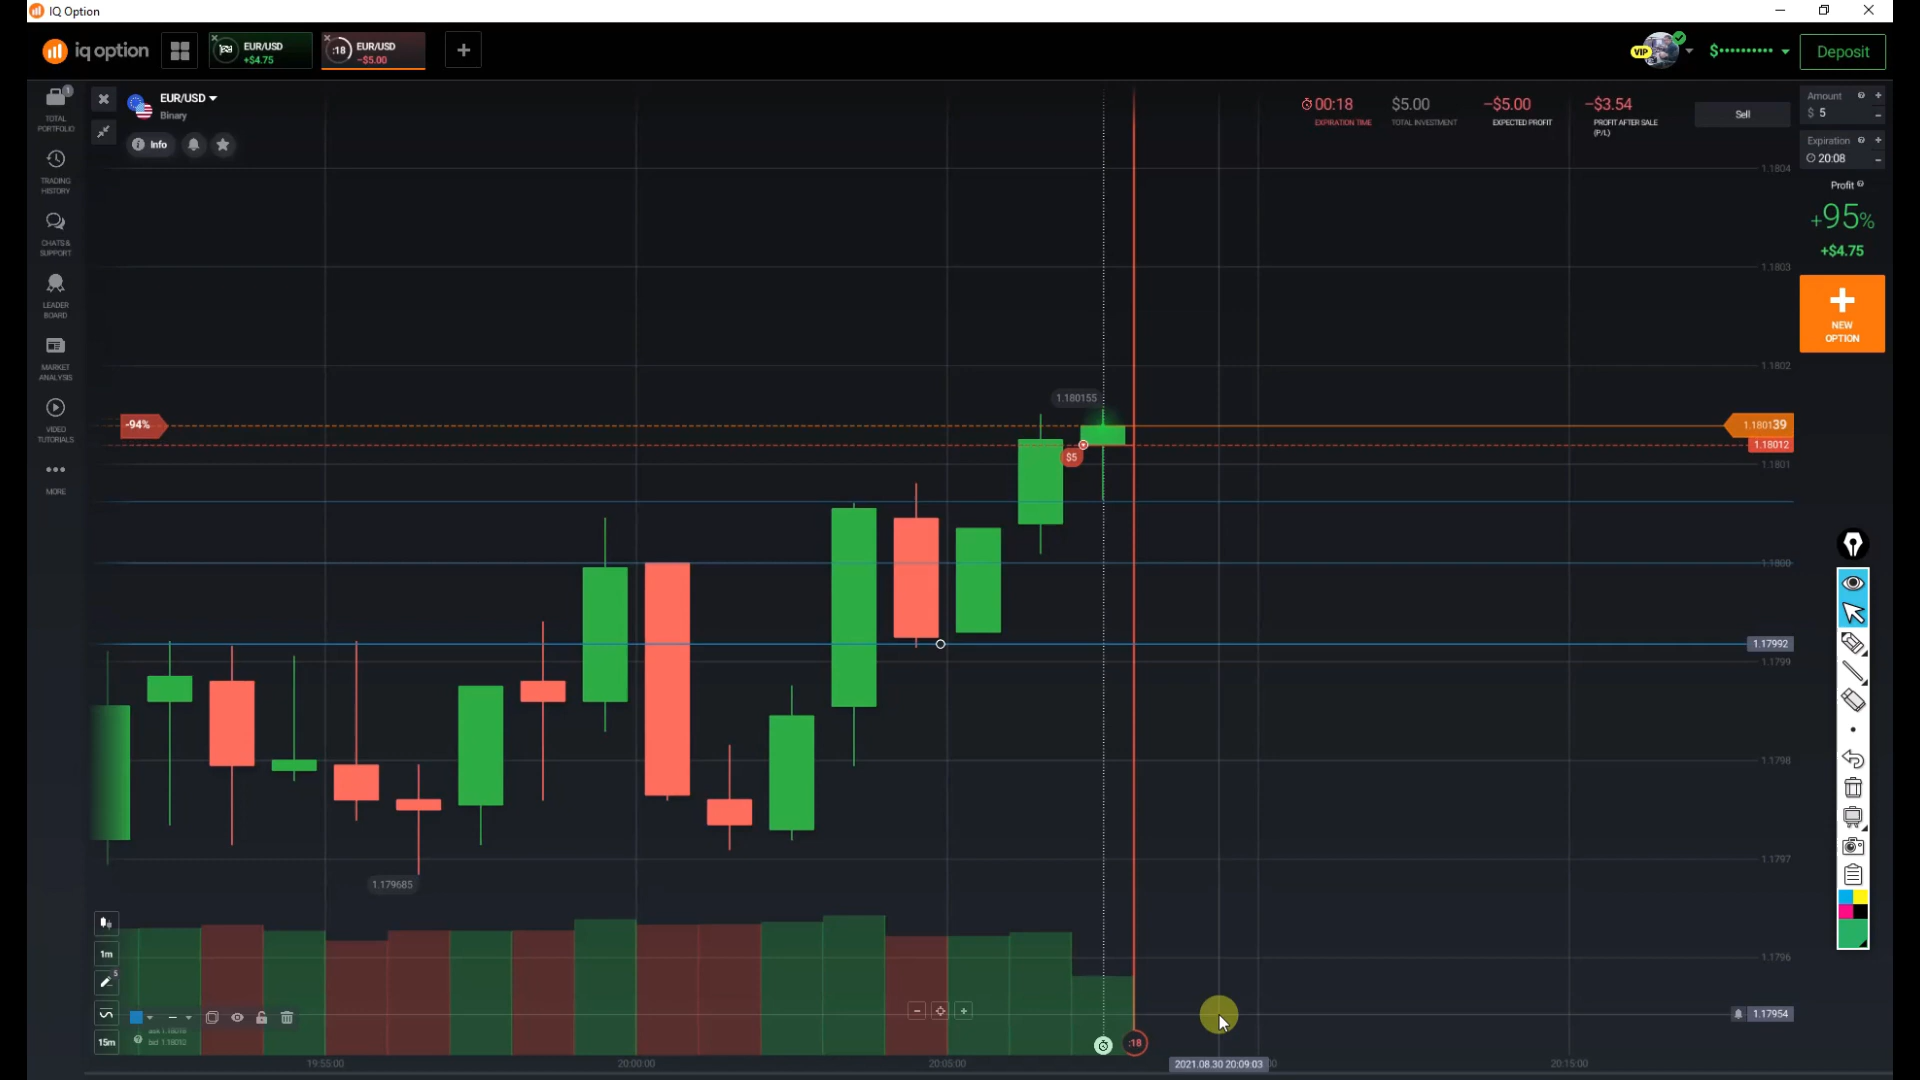 IQ Option
iq option
EUR/USD
+$4.75
:18
EUR/USD
−$5.00
VIP
$
Deposit
1
TOTAL
PORTFOLIO
TRADING
HISTORY
CHATS &
SUPPORT
LEADER
BOARD
MARKET
ANALYSIS
VIDEO
TUTORIALS
MORE
EUR/USD
Binary
Info
00:18
EXPIRATION TIME
$5.00
TOTAL INVESTMENT
−$5.00
EXPECTED PROFIT
−$3.54
PROFIT AFTER SALE
(P/L)
Sell
Amount
$ 5
Expiration
20:08
Profit
+95%
+$4.75
NEW
OPTION
1.1804
1.1803
1.1802
1.180155
-94%
1.180139
1.18012
$5
1.1801
1.1800
1.17992
1.1799
1.1798
1.1797
1.179685
1.1796
1.17954
1m
5
15m
ask 1.18016
bid 1.18012
:18
19:55:00
20:00:00
20:05:00
2021.08.30 20:09:03
20:15:00